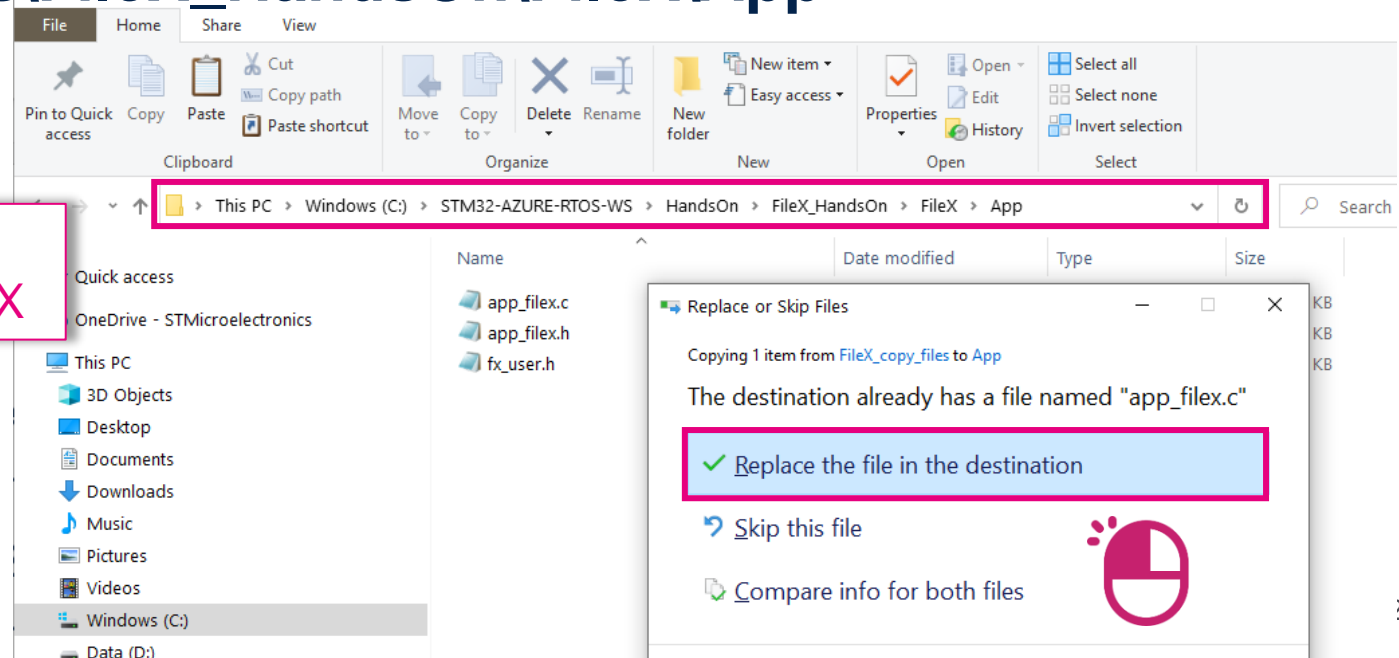 File Home Share View
Pin to Quick access
Copy
Paste
Cut
Copy path
Paste shortcut
Clipboard
Move to
Copy to
Delete
Rename
Organize
New folder
New item
Easy access
New
Properties
Open
Edit
History
Open
Select all
Select none
Invert selection
Select
This PC > Windows (C:) > STM32-AZURE-RTOS-WS > HandsOn > FileX_HandsOn > FileX > App
Search
X
Quick access
OneDrive - STMicroelectronics
This PC
3D Objects
Desktop
Documents
Downloads
Music
Pictures
Videos
Windows (C:)
Data (D:)
Name Date modified Type Size
app_filex.c
app_filex.h
fx_user.h
KB
KB
KB
Replace or Skip Files
Copying 1 item from FileX_copy_files to App
The destination already has a file named "app_filex.c"
Replace the file in the destination
Skip this file
Compare info for both files